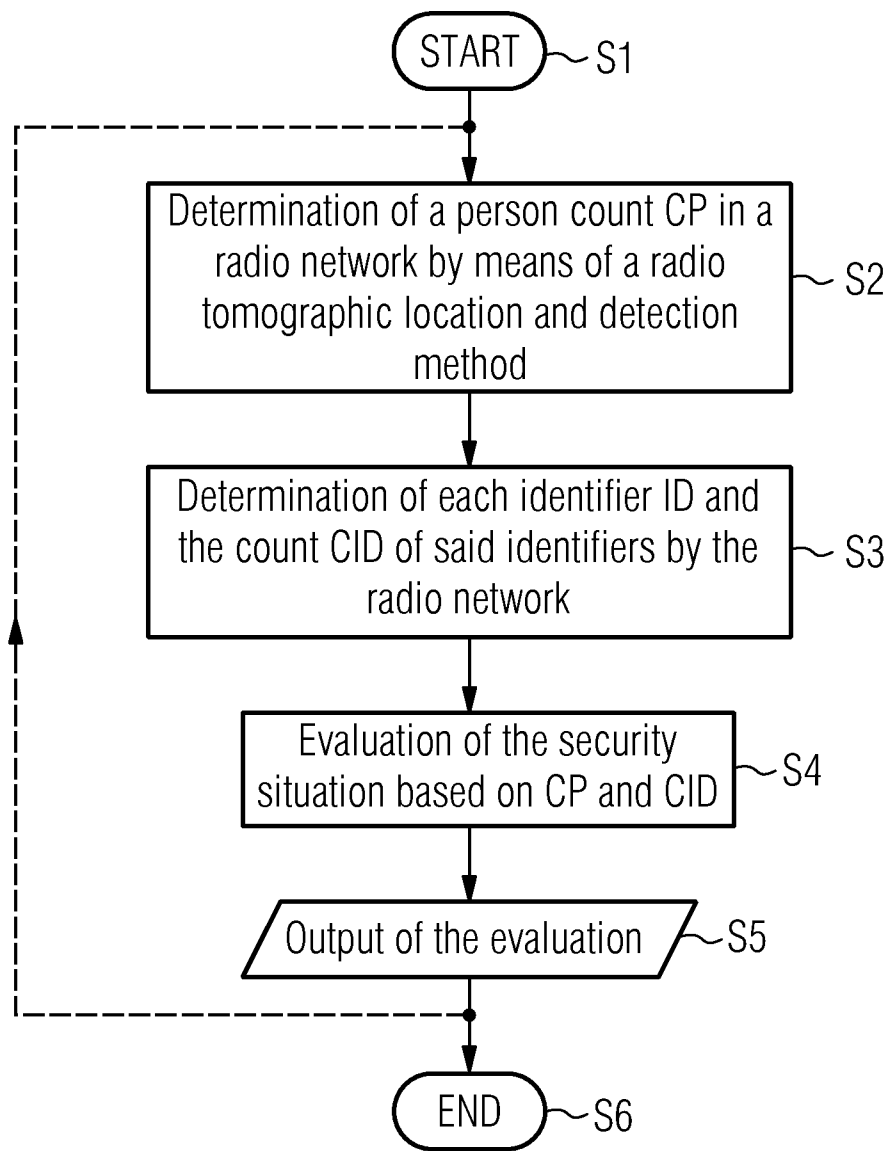 START
S1
Determination of a person count CP in a
radio network by means of a radio
tomographic location and detection
method
S2
Determination of each identifier ID and
the count CID of said identifiers by the
radio network
S3
Evaluation of the security
situation based on CP and CID
S4
Output of the evaluation
S5
END
S6